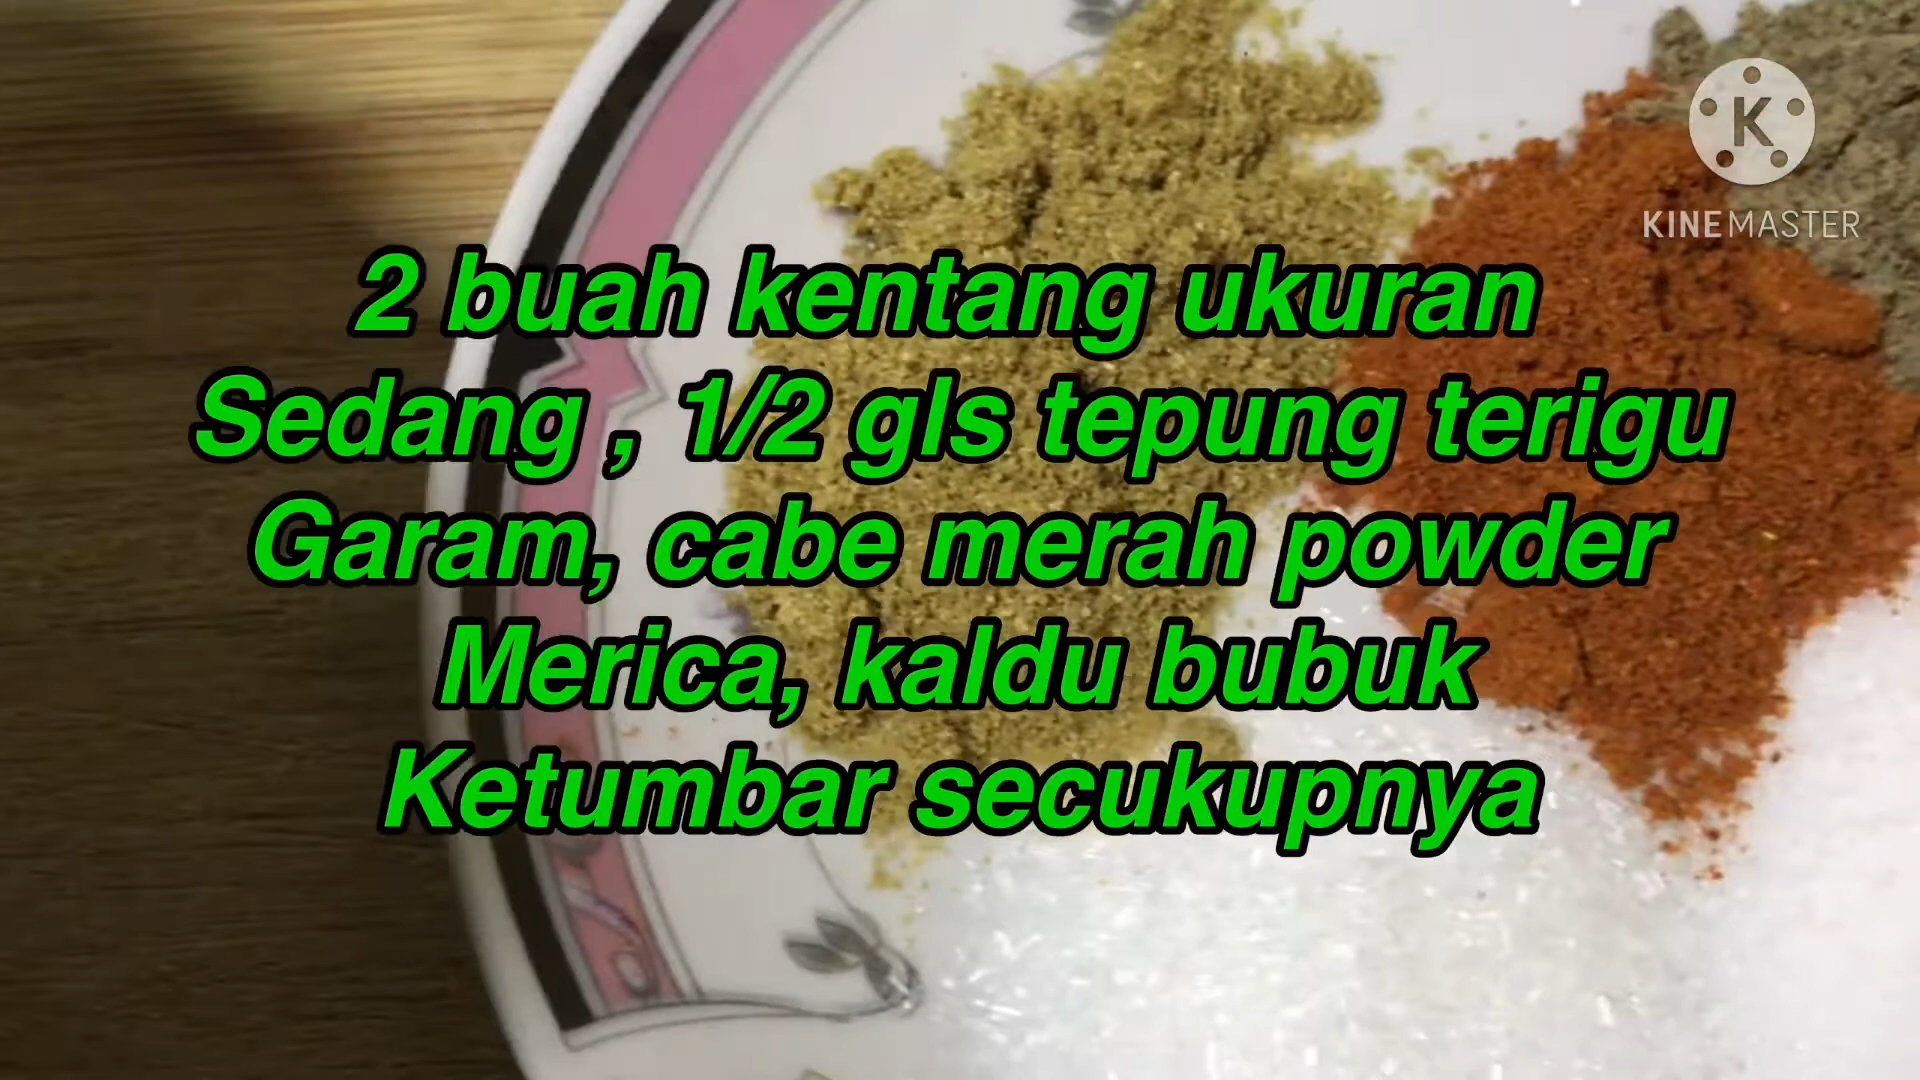 KINEMASTER
2 buah kentang ukuran
Sedang , 1/2 gls tepung terigu
Garam, cabe merah powder
Merica, kaldu bubuk
Ketumbar secukupnya